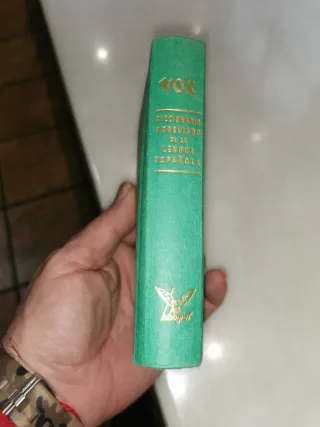 VOX
DICCIONARIO
ABREVIADO
DE LA
LENGUA
ESPAÑOLA